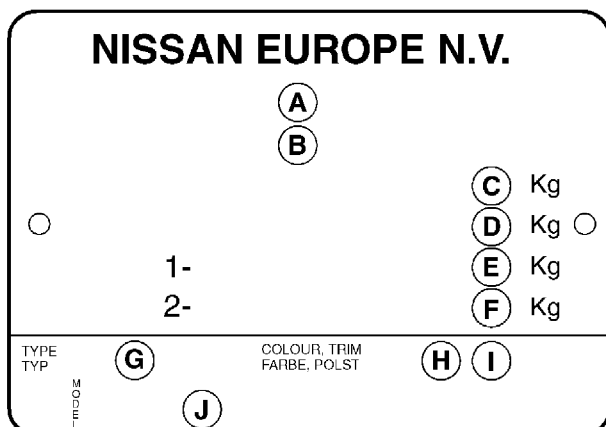 NISSAN EUROPE N.V.
A
B
C Kg
D Kg
1- E Kg
2- F Kg
TYPE G COLOUR, TRIM H I
TYP FARBE, POLST
MODEL J